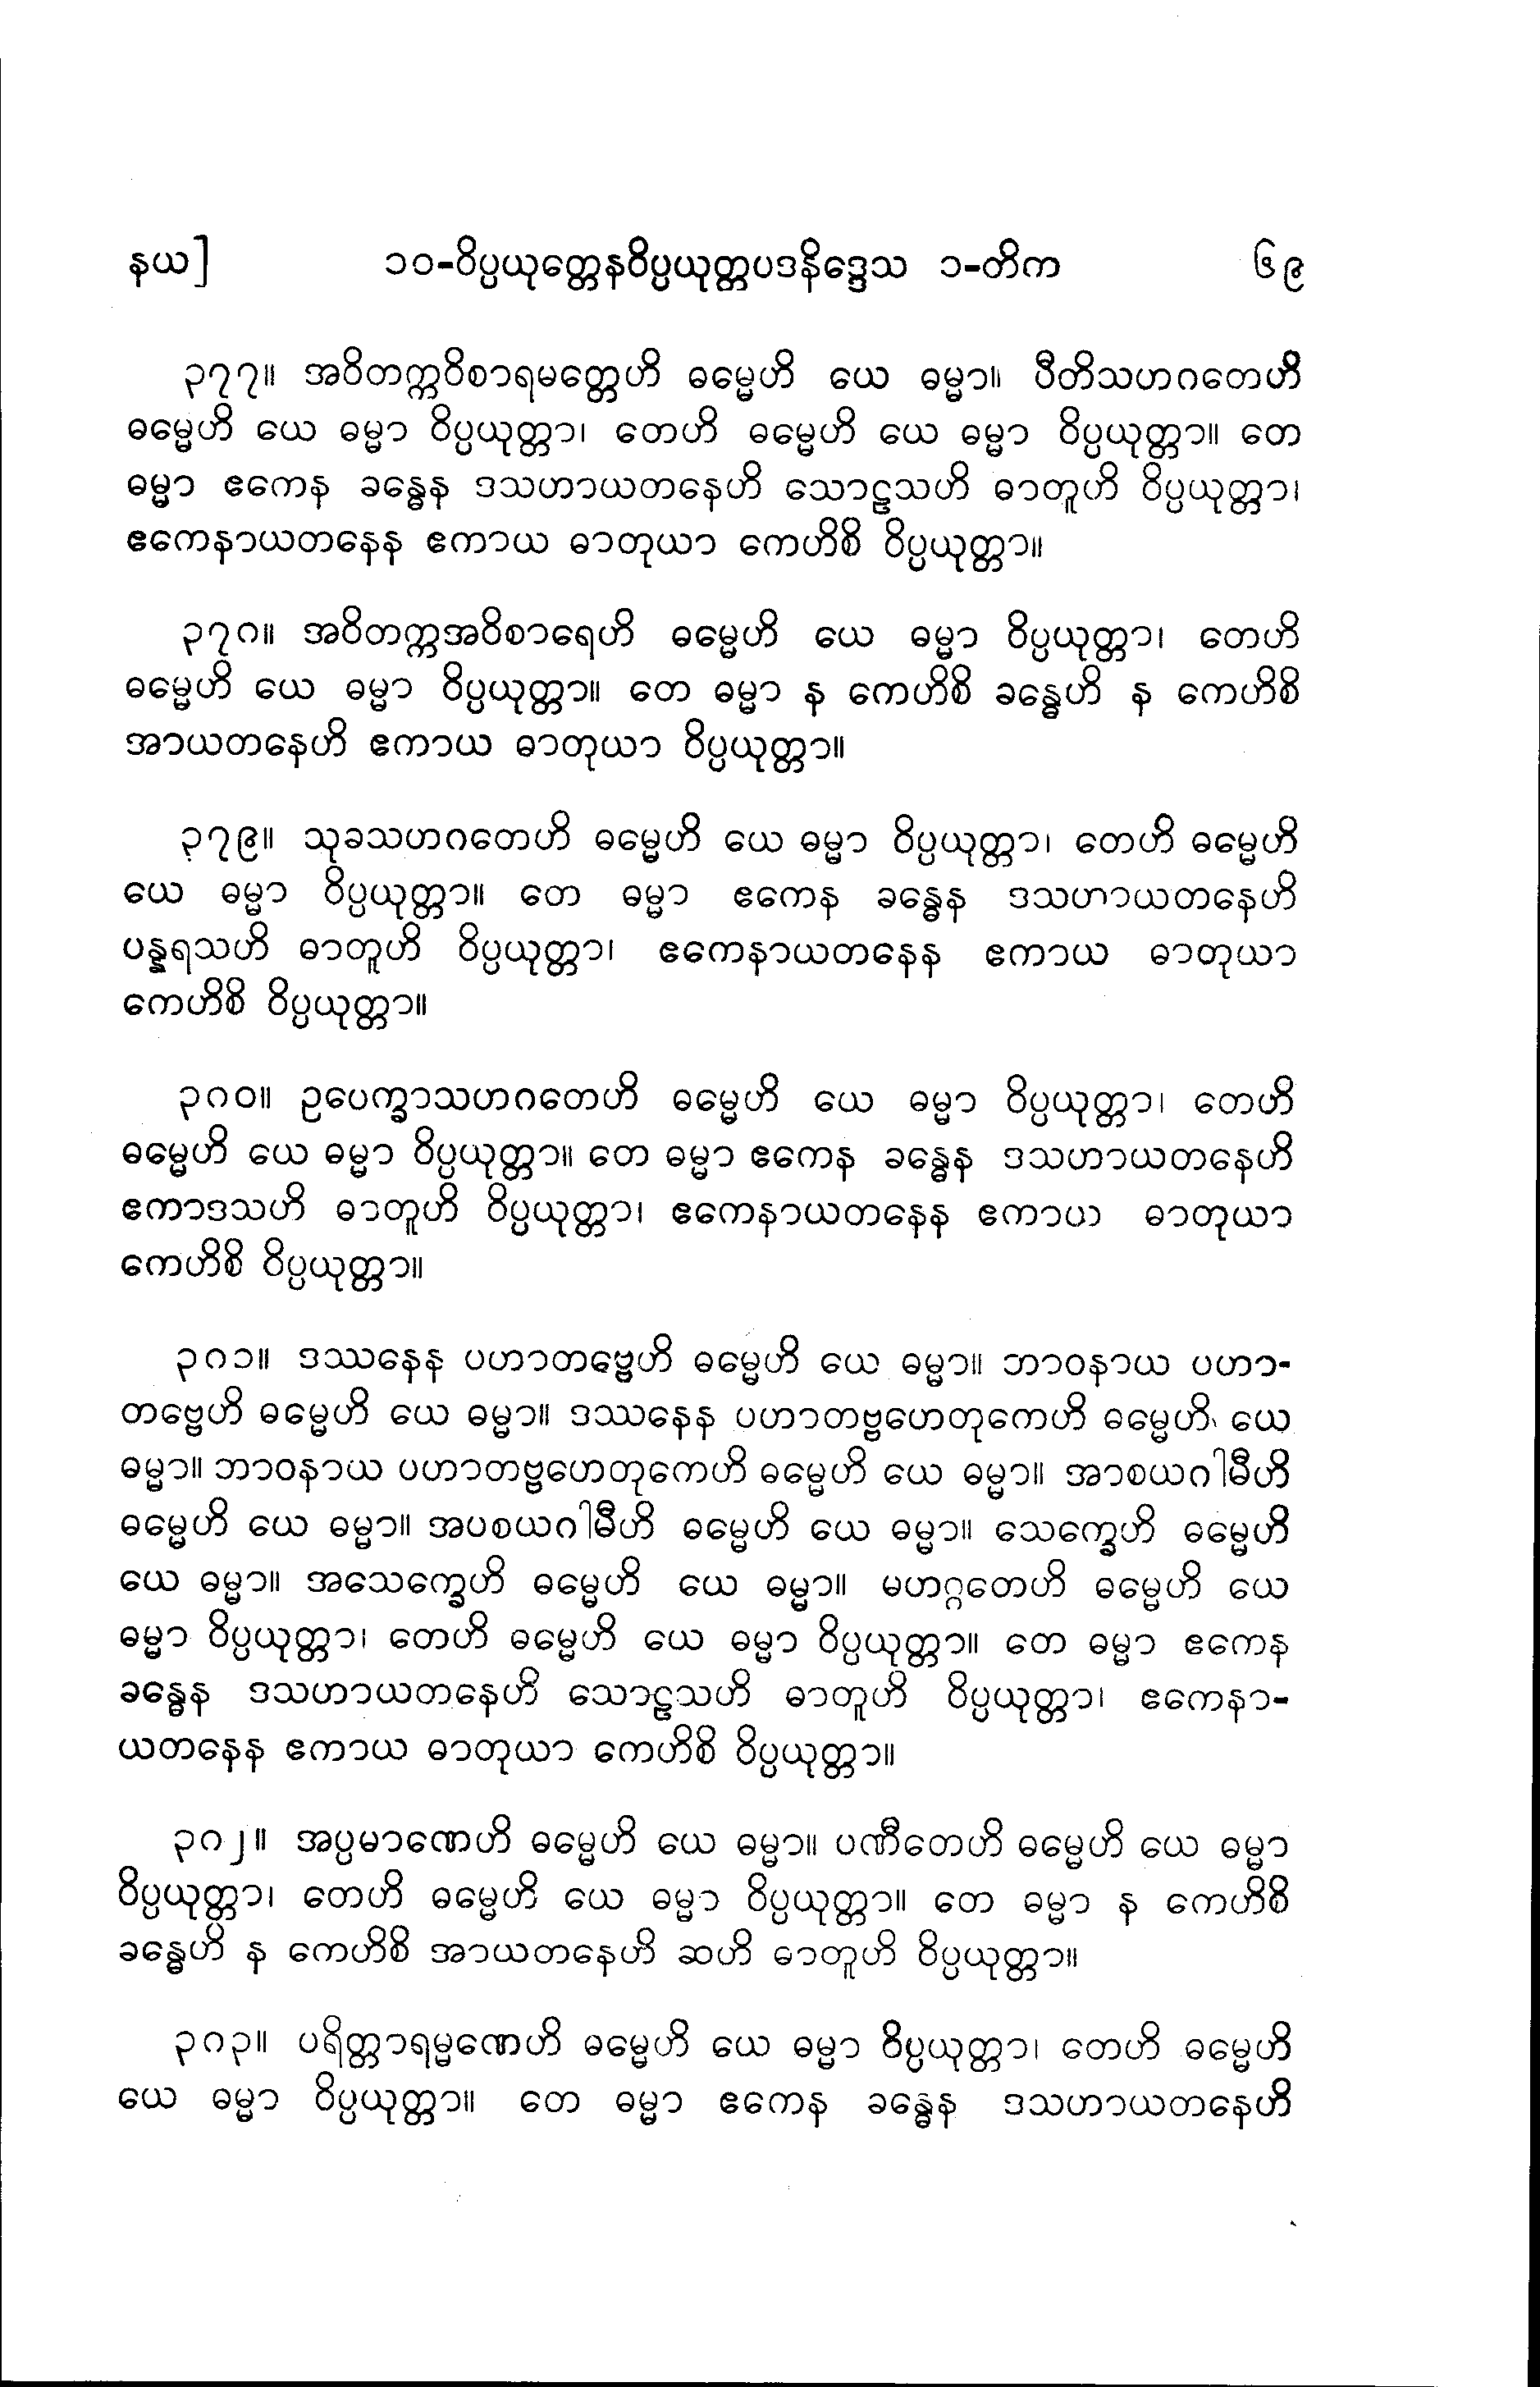 နယ]	၁၀-ဝိပ္ပယုတ္တေနဝိပ္ပယုတ္တပဒနိဒ္ဒေသ ၁-တိက	၆၉
၃၇၇။ အဝိတက္ကဝိစာရမတ္တေဟိ ဓမ္မေဟိ ယေ ဓမ္မာ။ ပီတိသဟဂတေဟိ
ဓမ္မေဟိ ယေ ဓမ္မာ ဝိပ္ပယုတ္တာ၊ တေဟိ ဓမ္မေဟိ ယေ ဓမ္မာ ဝိပ္ပယုတ္တာ။ တေ
ဓမ္မာ ဧကေန ခန္ဓေန ဒသဟာယတနေဟိ သောဠသဟိ ဓာတူဟိ ဝိပ္ပယုတ္တာ၊
ဧကေနာယတနေန ဧကာယ ဓာတုယာ ကေဟိစိ ဝိပ္ပယုတ္တာ။
၃၇၈။ အဝိတက္ကအဝိစာရေဟိ ဓမ္မေဟိ ယေ ဓမ္မာ ဝိပ္ပယုတ္တာ၊ တေဟိ
ဓမ္မေဟိ ယေ ဓမ္မာ ဝိပ္ပယုတ္တာ။ တေ ဓမ္မာ န ကေဟိစိ ခန္ဓေဟိ န ကေဟိစိ
အာယတနေဟိ ဧကာယ ဓာတုယာ ဝိပ္ပယုတ္တာ။
၃၇၉။ သုခသဟဂတေဟိ ဓမ္မေဟိ ယေ ဓမ္မာ ဝိပ္ပယုတ္တာ၊ တေဟိ ဓမ္မေဟိ
ယေ ဓမ္မာ ဝိပ္ပယုတ္တာ။ တေ ဓမ္မာ ဧကေန ခန္ဓေန ဒသဟာယတနေဟိ
ပန္နရသဟိ ဓာတူဟိ ဝိပ္ပယုတ္တာ၊ ဧကေနာယတနေန ဧကာယ ဓာတုယာ
ကေဟိစိ ဝိပ္ပယုတ္တာ။
၃၈၀။ ဥပေက္ခာသဟဂတေဟိ ဓမ္မေဟိ ယေ ဓမ္မာ ဝိပ္ပယုတ္တာ၊ တေဟိ
ဓမ္မေဟိ ယေ ဓမ္မာ ဝိပ္ပယုတ္တာ။ တေ ဓမ္မာ ဧကေန ခန္ဓေန ဒသဟာယတနေဟိ
ဧကာဒသဟိ ဓာတူဟိ ဝိပ္ပယုတ္တာ၊ ဧကေနာယတနေန ဧကာယ ဓာတုယာ
ကေဟိစိ ဝိပ္ပယုတ္တာ။
၃၈၁။ ဒဿနေန ပဟာတဗ္ဗေဟိ ဓမ္မေဟိ ယေ ဓမ္မာ။ ဘာဝနာယ ပဟာ-
တဗ္ဗေဟိ ဓမ္မေဟိ ယေ ဓမ္မာ။ ဒဿနေန ပဟာတဗ္ဗဟေတုကေဟိ ဓမ္မေဟိ ယေ
ဓမ္မာ။ ဘာဝနာယ ပဟာတဗ္ဗဟေတုကေဟိ ဓမ္မေဟိ ယေ ဓမ္မာ။ အာစယဂါမီဟိ
ဓမ္မေဟိ ယေ ဓမ္မာ။ အပစယဂါမီဟိ ဓမ္မေဟိ ယေ ဓမ္မာ။ သေက္ခေဟိ ဓမ္မေဟိ
ယေ ဓမ္မာ။ အသေက္ခေဟိ ဓမ္မေဟိ ယေ ဓမ္မာ။ မဟဂ္ဂတေဟိ ဓမ္မေဟိ ယေ
ဓမ္မာ ဝိပ္ပယုတ္တာ၊ တေဟိ ဓမ္မေဟိ ယေ ဓမ္မာ ဝိပ္ပယုတ္တာ။ တေ ဓမ္မာ ဧကေန
ခန္ဓေန ဒသဟာယတနေဟိ သောဠသဟိ ဓာတူဟိ ဝိပ္ပယုတ္တာ၊ ဧကေနာ-
ယတနေန ဧကာယ ဓာတုယာ ကေဟိစိ ဝိပ္ပယုတ္တာ။
၃၈၂။ အပ္ပမာဏေဟိ ဓမ္မေဟိ ယေ ဓမ္မာ။ ပဏီတေဟိ ဓမ္မေဟိ ယေ ဓမ္မာ
ဝိပ္ပယုတ္တာ၊ တေဟိ ဓမ္မေဟိ ယေ ဓမ္မာ ဝိပ္ပယုတ္တာ။ တေ ဓမ္မာ န ကေဟိစိ
ခန္ဓေဟိ န ကေဟိစိ အာယတနေဟိ ဆဟိ ဓာတူဟိ ဝိပ္ပယုတ္တာ။
၃၈၃။ ပရိတ္တာရမ္မဏေဟိ ဓမ္မေဟိ ယေ ဓမ္မာ ဝိပ္ပယုတ္တာ၊ တေဟိ ဓမ္မေဟိ
ယေ ဓမ္မာ ဝိပ္ပယုတ္တာ။ တေ ဓမ္မာ ဧကေန ခန္ဓေန ဒသဟာယတနေဟိ